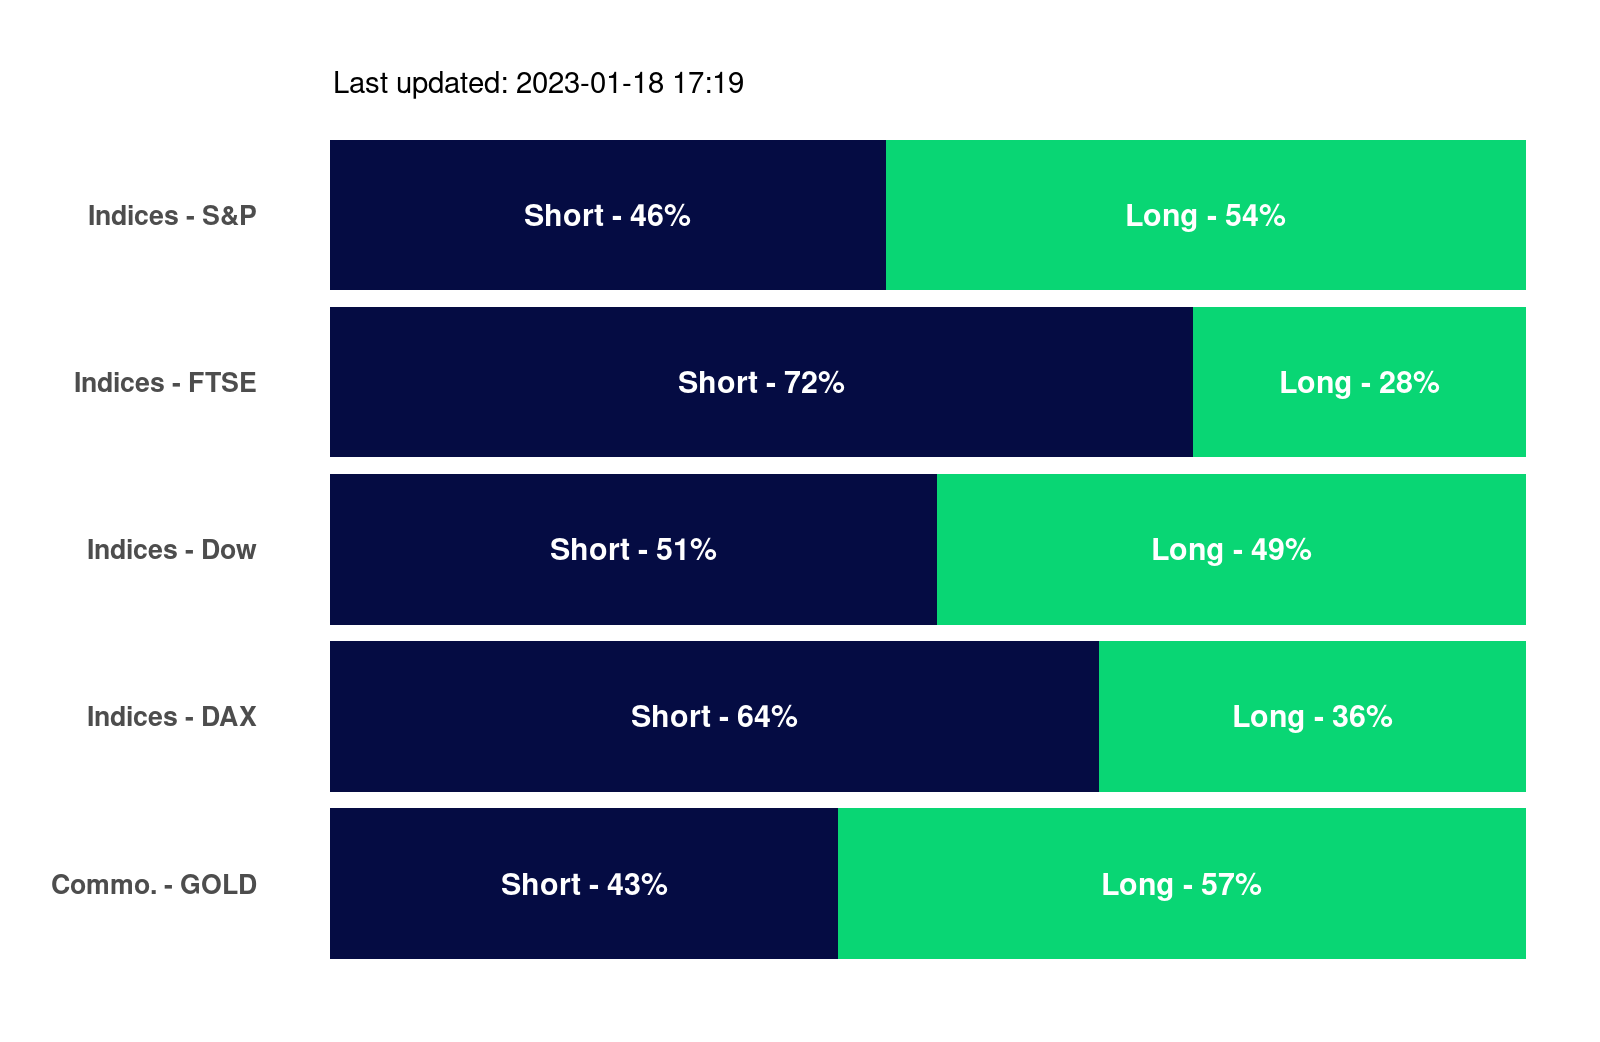 Last updated: 2023-01-18 17:19
Indices - S&P
Short - 46%
Long - 54%
Indices - FTSE
Short - 72%
Long - 28%
Indices - Dow
Short - 51%
Long - 49%
Indices - DAX
Short - 64%
Long - 36%
Commo. - GOLD
Short - 43%
Long - 57%